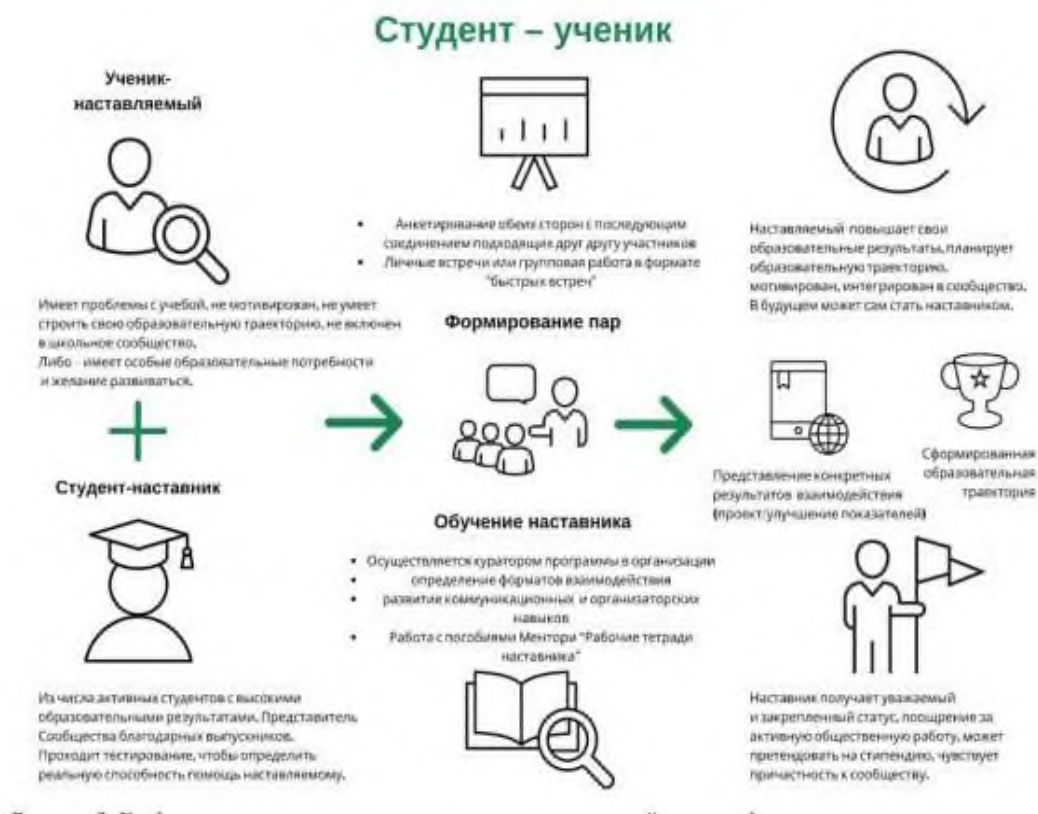 Студент – ученик
Ученик-
наставляемый
Имеет проблемы с учебой, не мотивирован, не умеет
строить свою образовательную траекторию, не включен
в школьное сообщество.
Либо - имеет особые образовательные потребности
и желание развиваться.
Студент-наставник
Из числа активных студентов с высокими
образовательными результатами. Представитель
Сообщества благодарных выпускников.
Проходит тестирование, чтобы определить
реальную способность помощь наставляемому.
• Анкетирование обеих сторон с последующим
соединением подходящих друг другу участников
• Личные встречи или групповая работа в формате
"быстрых встреч"
Формирование пар
Обучение наставника
• Осуществляется куратором программы в организации
• определение форматов взаимодействия
• развитие коммуникационных и организаторских
навыков
• Работа с пособиями Ментори "Рабочие тетради
наставника"
Наставляемый повышает свои
образовательные результаты, планирует
образовательную траекторию,
мотивирован, интегрирован в сообщество.
В будущем может сам стать наставником.
Представление конкретных
результатов взаимодействия
(проект/улучшение показателей)
Сформированная
образовательная
траектория
Наставник получает уважаемый
и закрепленный статус, поощрение за
активную общественную работу, может
претендовать на стипендию, чувствует
причастность к сообществу.